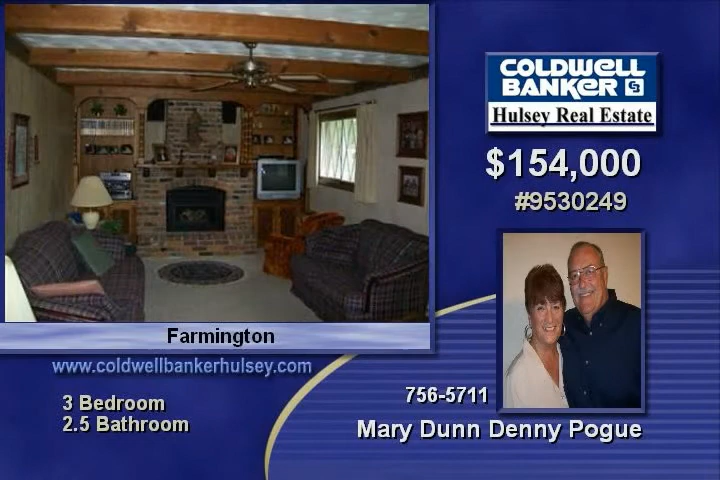 COLDWELL
BANKER CB
Hulsey Real Estate
$154,000
#9530249
Farmington
www.coldwellbankerhulsey.com
3 Bedroom
2.5 Bathroom
756-5711
Mary Dunn Denny Pogue